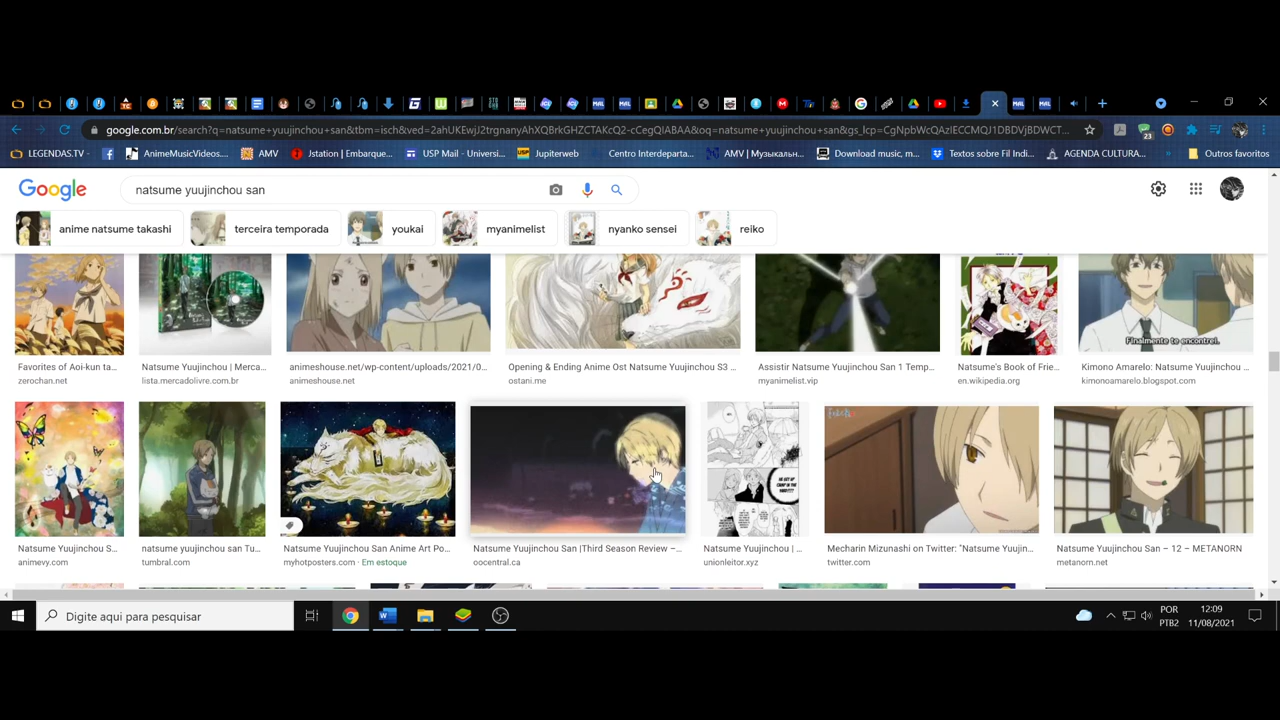 google.com.br/search?q=natsume+yuujinchou+san&tbm=isch&ved=2ahUKEwjJ2trgnanyAhXQBrkGHZCTAKcQ2-cCegQIABAA&oq=natsume+yuujinchou+san&gs_lcp=CgNpbWcQAzIECCMQJ1DBDVjBDWCT...
23
LEGENDAS.TV -
AnimeMusicVideos....
AMV
Jstation | Embarque...
USP Mail - Universi...
Jupiterweb
Centro Interdeparta...
AMV | Музыкальн...
Download music, m...
Textos sobre Fil Indi...
AGENDA CULTURA...
Outros favoritos
Google
natsume yuujinchou san
anime natsume takashi
terceira temporada
youkai
myanimelist
nyanko sensei
reiko
Finalmente te encontrei.
Favorites of Aoi-kun ta...
zerochan.net
Natsume Yuujinchou | Merca...
lista.mercadolivre.com.br
animeshouse.net/wp-content/uploads/2021/0...
animeshouse.net
Opening & Ending Anime Ost Natsume Yuujinchou S3 ...
ostani.me
Assistir Natsume Yuujinchou San 1 Temp...
myanimelist.vip
Natsume's Book of Frie...
en.wikipedia.org
Kimono Amarelo: Natsume Yuujinchou ...
kimonoamarelo.blogspot.com
Natsume Yuujinchou S...
animevy.com
natsume yuujinchou san Tu...
tumbral.com
Natsume Yuujinchou San Anime Art Po...
myhotposters.com · Em estoque
Natsume Yuujinchou San |Third Season Review –...
oocentral.ca
Natsume Yuujinchou | ...
unionleitor.xyz
Mecharin Mizunashi on Twitter: "Natsume Yuujin...
twitter.com
Natsume Yuujinchou San – 12 – METANORN
metanorn.net
Digite aqui para pesquisar
POR
PTB2
12:09
11/08/2021